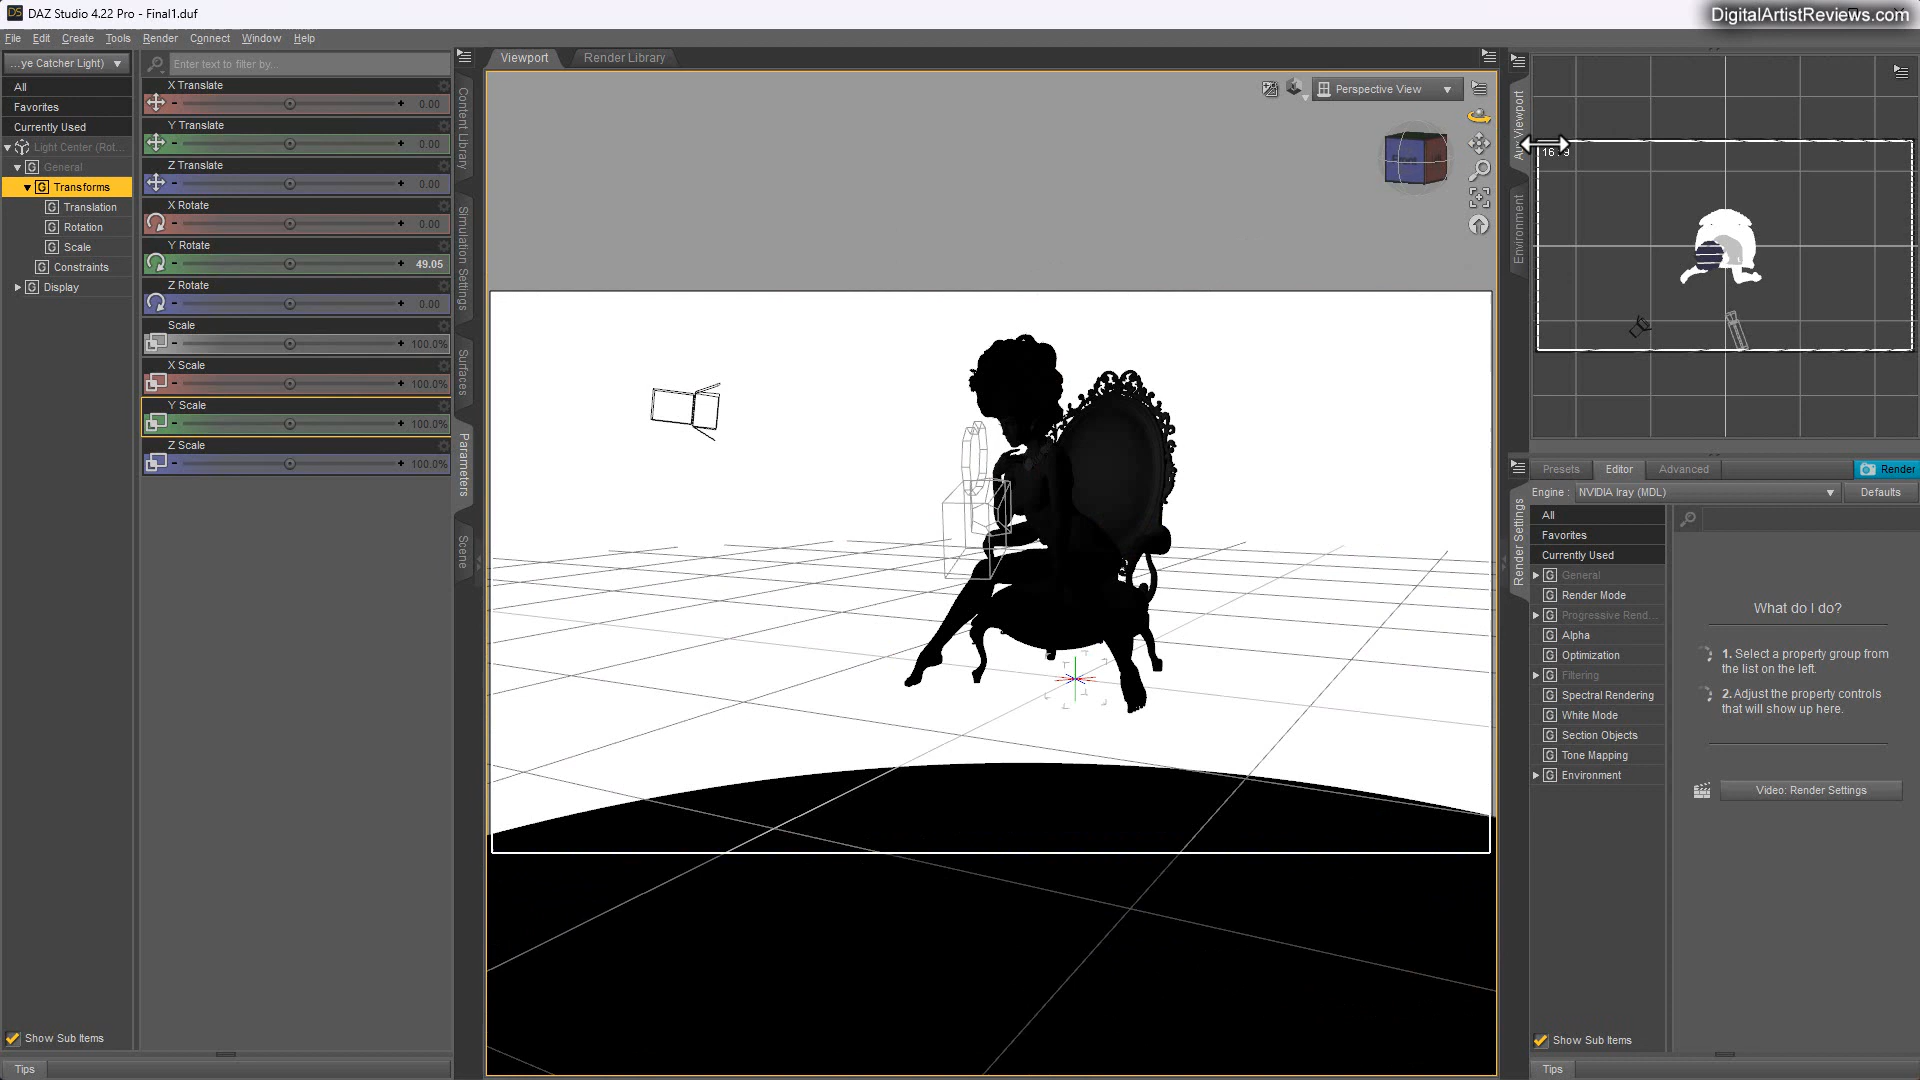 DS DAZ Studio 4.22 Pro - Final1.duf
DigitalArtistReviews.com
File Edit Create Tools Render Connect Window Help
...ye Catcher Light)
Enter text to filter by...
All
Favorites
Currently Used
Light Center (Rot...
General
Transforms
Translation
Rotation
Scale
Constraints
Display
Show Sub Items
Tips
X Translate
- + 0.00
Y Translate
- + 0.00
Z Translate
- + 0.00
X Rotate
- + 0.00
Y Rotate
- + 49.05
Z Rotate
- + 0.00
Scale
- + 100.0%
X Scale
- + 100.0%
Y Scale
- + 100.0%
Z Scale
- + 100.0%
Content Library
Simulation Settings
Surfaces
Parameters
Scene
Viewport
Render Library
Perspective View
Aux Viewport
Environment
Presets Editor Advanced Render
Engine : NVIDIA Iray (MDL) Defaults
Render Settings
All
Favorites
Currently Used
General
Render Mode
Progressive Rend...
Alpha
Optimization
Filtering
Spectral Rendering
White Mode
Section Objects
Tone Mapping
Environment
What do I do?
1. Select a property group from
the list on the left.
2. Adjust the property controls
that will show up here.
Video: Render Settings
Show Sub Items
Tips